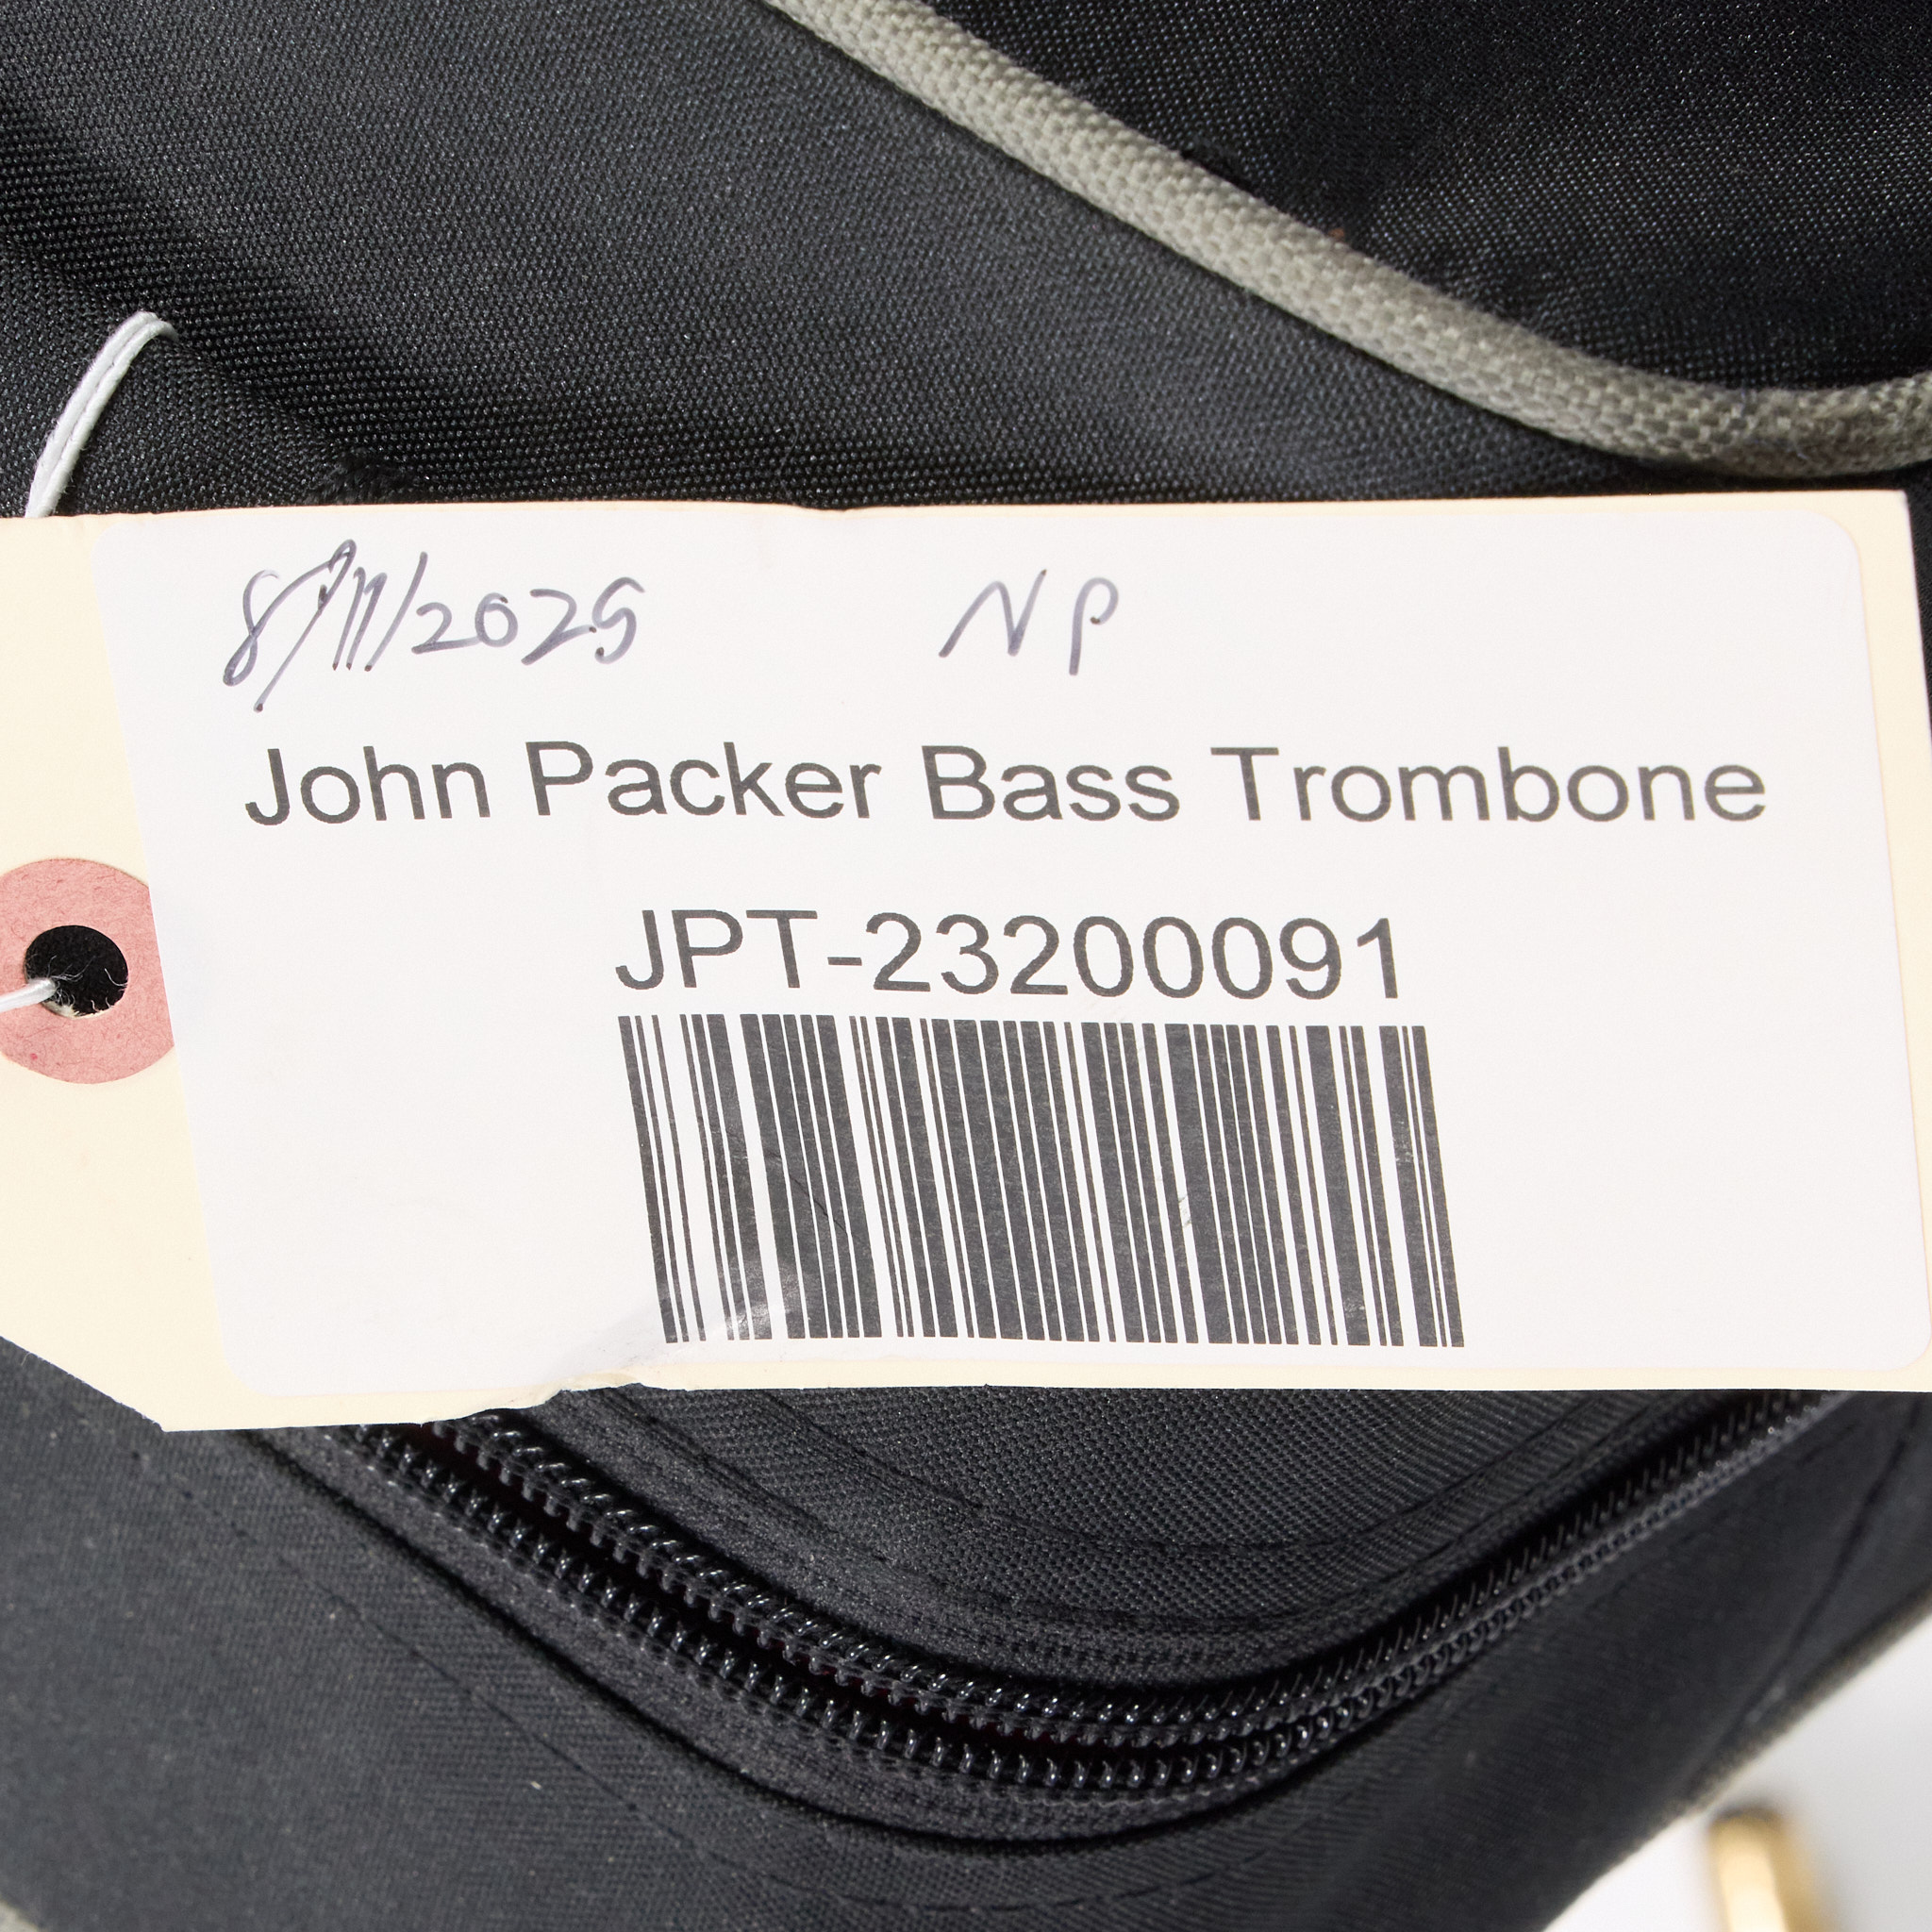 8/11/2025 NP
John Packer Bass Trombone
JPT-23200091